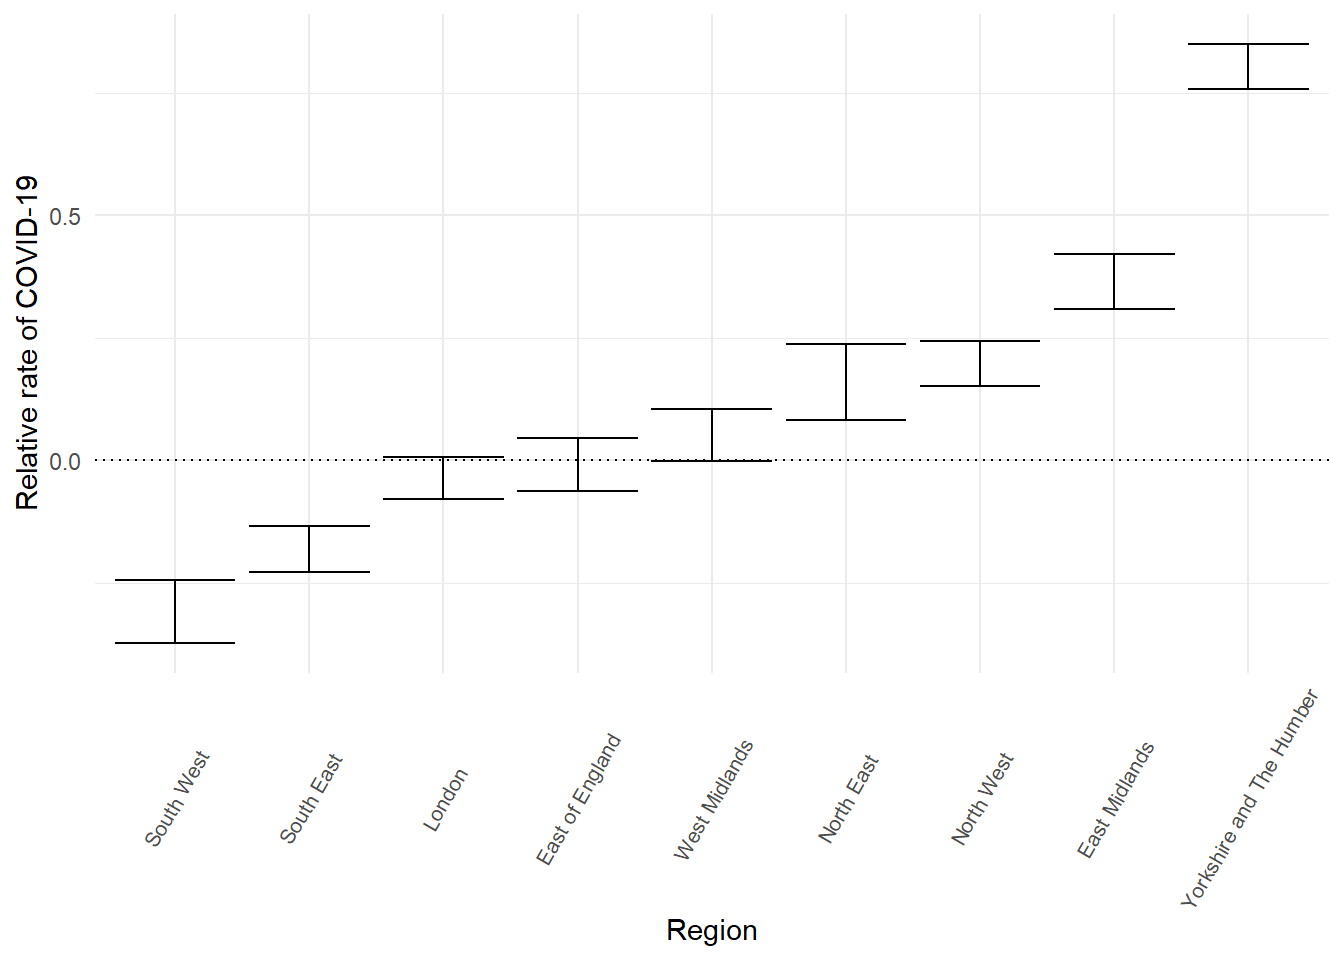 Relative rate of COVID-19
0.5
0.0
South West
South East
London
East of England
West Midlands
North East
North West
East Midlands
Yorkshire and The Humber
Region